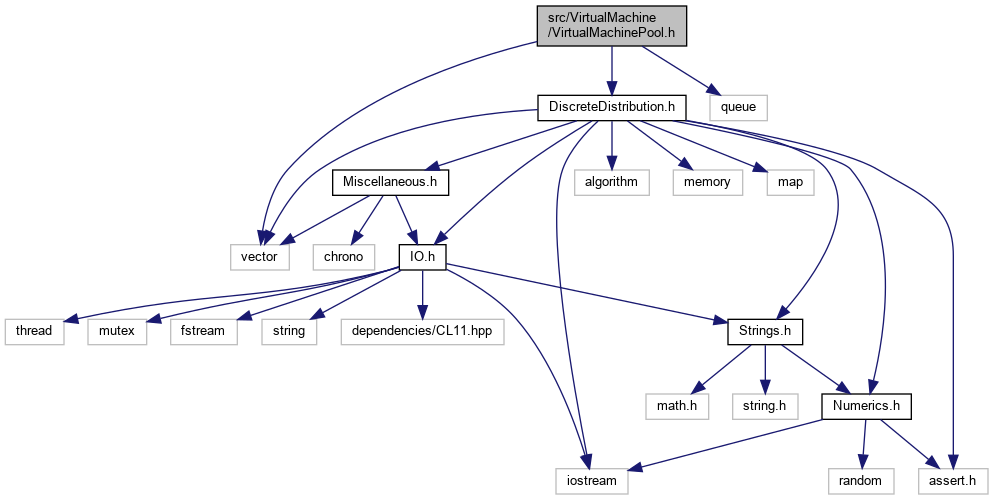 src/VirtualMachine
/VirtualMachinePool.h
DiscreteDistribution.h
queue
Miscellaneous.h
algorithm
memory
map
vector
chrono
IO.h
thread
mutex
fstream
string
dependencies/CL11.hpp
Strings.h
math.h
string.h
Numerics.h
iostream
random
assert.h